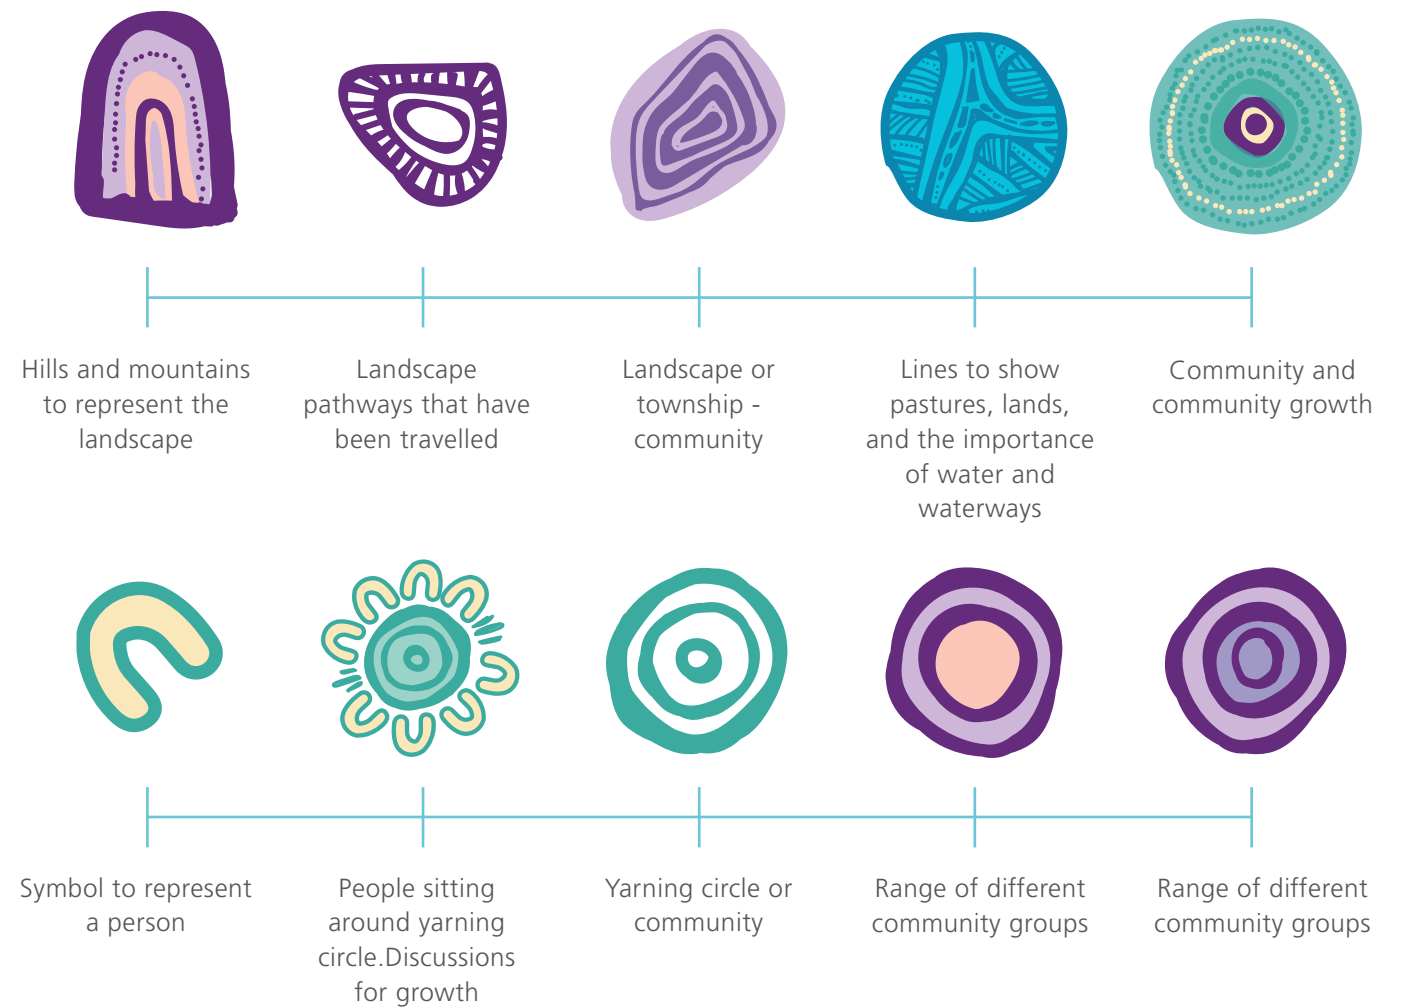 Hills and mountains
to represent the
landscape
Landscape
pathways that have
been travelled
Landscape or
township -
community
Lines to show
pastures, lands,
and the importance
of water and
waterways
Community and
community growth
Symbol to represent
a person
People sitting
around yarning
circle.Discussions
for growth
Yarning circle or
community
Range of different
community groups
Range of different
community groups